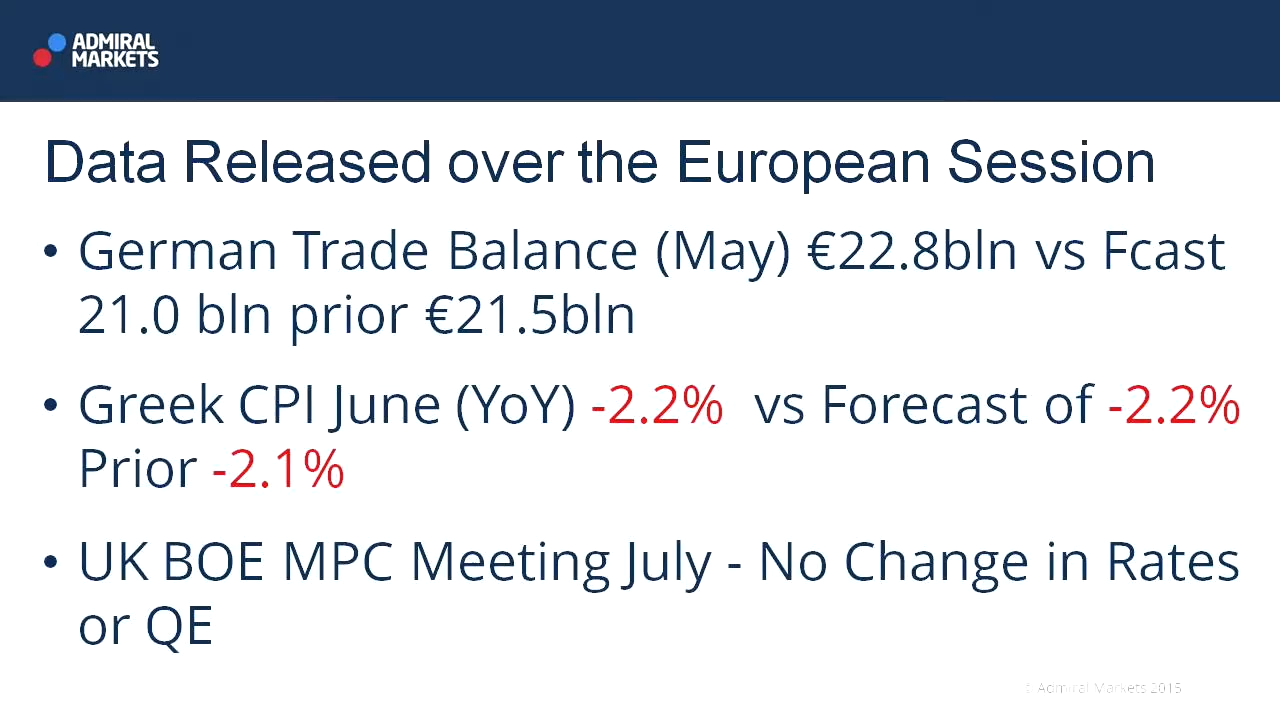 ADMIRAL
MARKETS
Data Released over the European Session
• German Trade Balance (May) €22.8bln vs Fcast
21.0 bln prior €21.5bln
• Greek CPI June (YoY) -2.2% vs Forecast of -2.2%
Prior -2.1%
• UK BOE MPC Meeting July - No Change in Rates
or QE
Admiral Markets 2015